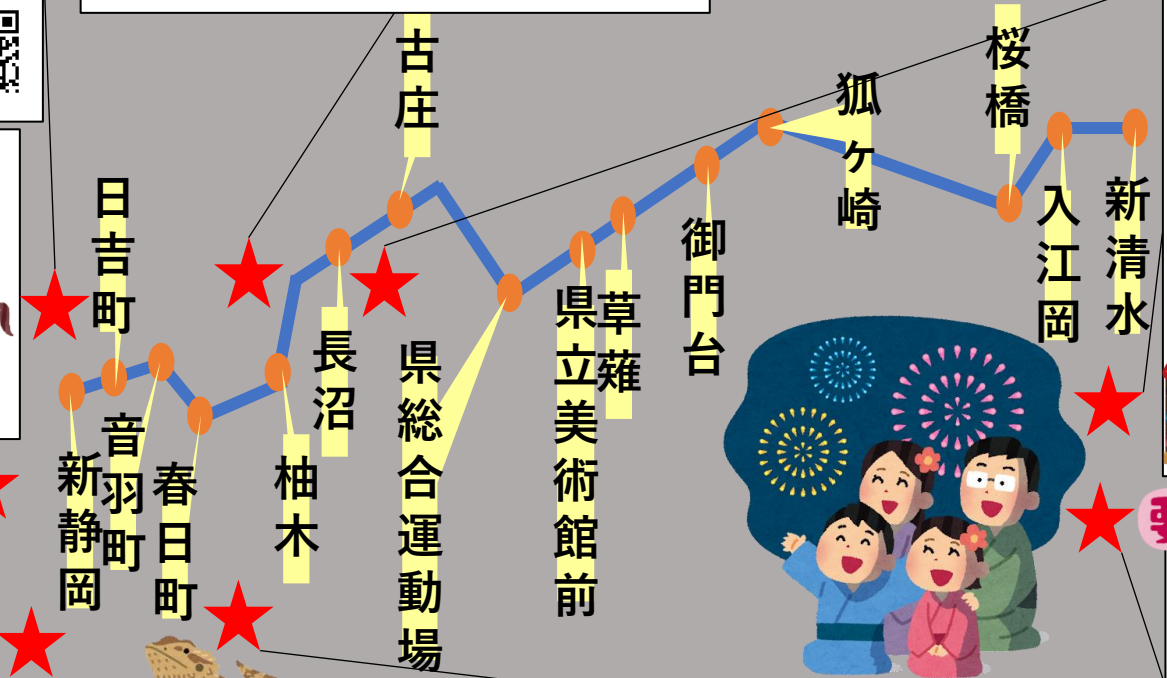 新静岡
日吉町
音羽町
春日町
柚木
長沼
古庄
県総合運動場
県立美術館前
草薙
御門台
狐ヶ崎
桜橋
入江岡
新清水